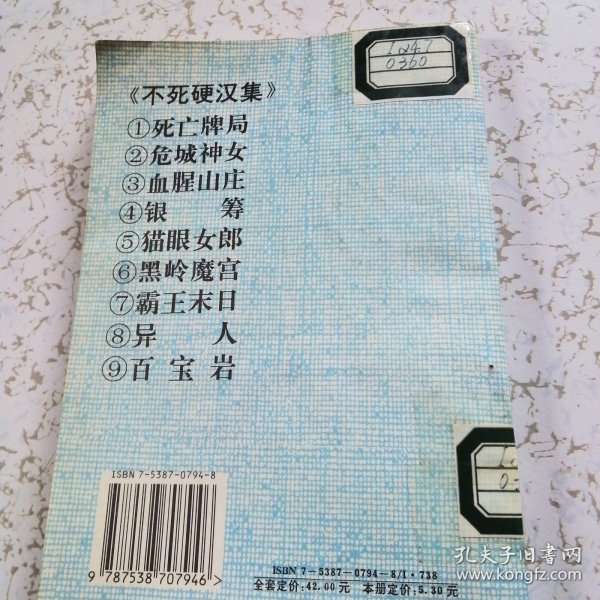 I24.7
0360
《不死硬汉集》
①死亡牌局
②危城神女
③血腥山庄
④银 筹
⑤猫眼女郎
⑥黑岭魔宫
⑦霸王末日
⑧异 人
⑨百宝岩
ISBN 7-5387-0794-8
9 787538 707946 >
ISBN 7-5387-0794-8/I·738
全套定价:42.00元 本册定价:5.30元
孔夫子旧书网
www.kongfz.com